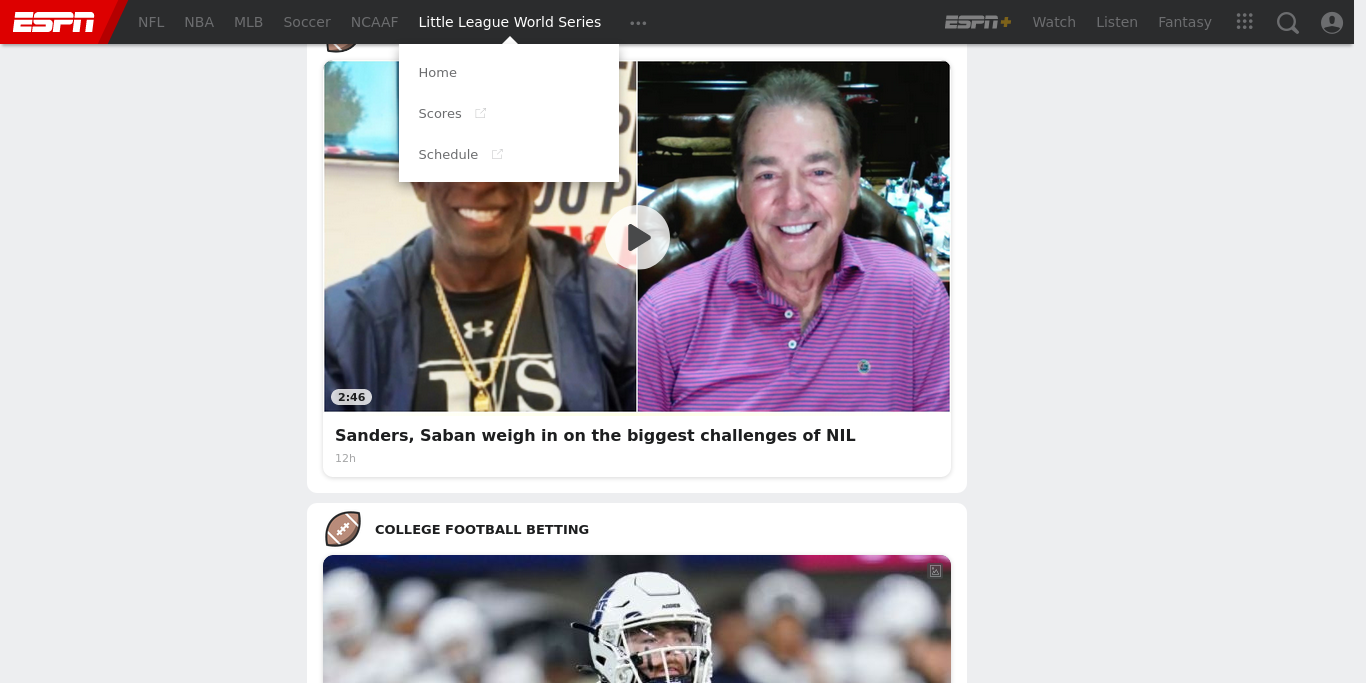 ESPN NFL NBA MLB Soccer NCAAF Little League World Series ESPN+ Watch Listen Fantasy
Home
Scores
Schedule
2:46
Sanders, Saban weigh in on the biggest challenges of NIL
12h
COLLEGE FOOTBALL BETTING
AGGIES